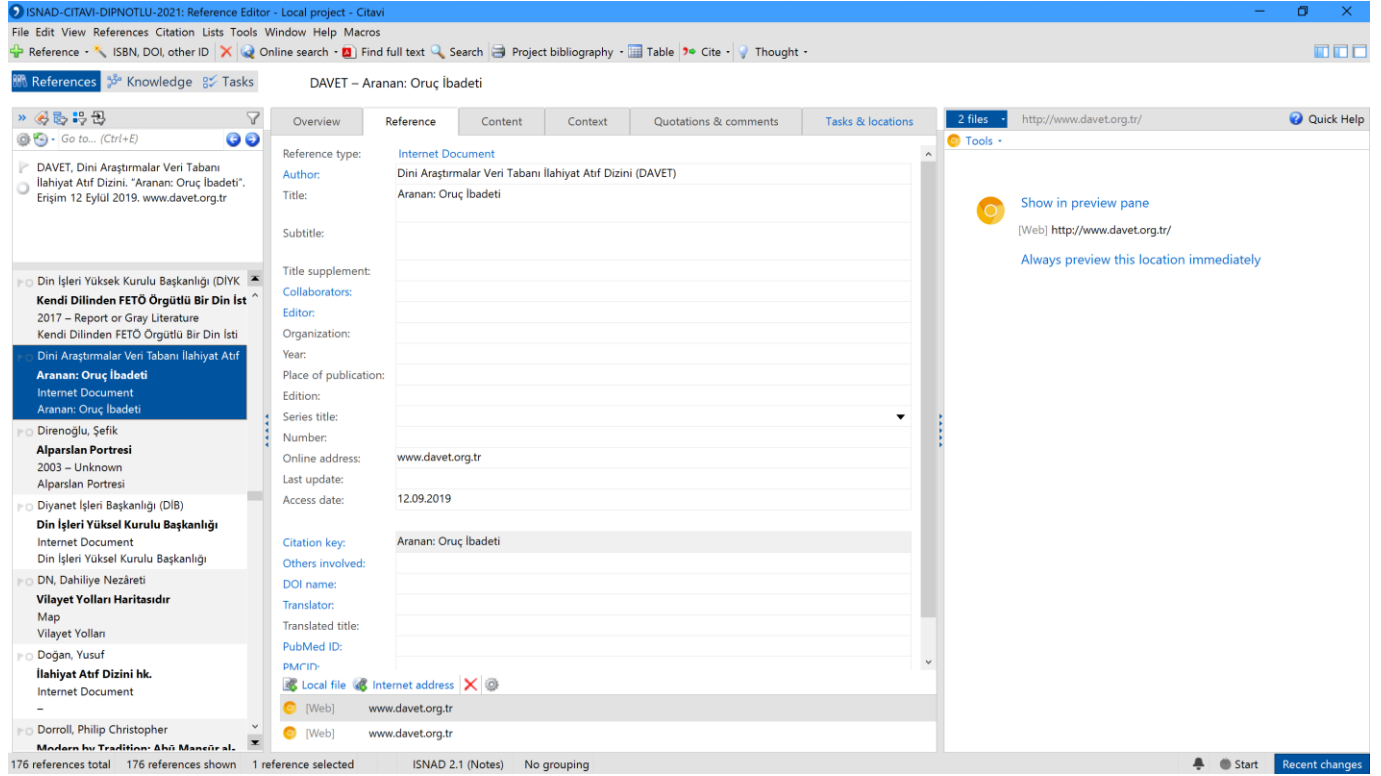 ISNAD-CITAVI-DIPNOTLU-2021: Reference Editor - Local project - Citavi
File Edit View References Citation Lists Tools Window Help Macros
Reference ISBN, DOI, other ID Online search Find full text Search Project bibliography Table Cite Thought
References Knowledge Tasks
DAVET – Aranan: Oruç İbadeti
Go to... (Ctrl+E)
DAVET, Dini Araştırmalar Veri Tabanı
İlahiyat Atıf Dizini. “Aranan: Oruç İbadeti”.
Erişim 12 Eylül 2019. www.davet.org.tr
Din İşleri Yüksek Kurulu Başkanlığı (DİYK
Kendi Dilinden FETÖ Örgütlü Bir Din İst
2017 – Report or Gray Literature
Kendi Dilinden FETÖ Örgütlü Bir Din İsti
Dini Araştırmalar Veri Tabanı İlahiyat Atıf
Aranan: Oruç İbadeti
Internet Document
Aranan: Oruç İbadeti
Direnoğlu, Şefik
Alparslan Portresi
2003 – Unknown
Alparslan Portresi
Diyanet İşleri Başkanlığı (DİB)
Din İşleri Yüksel Kurulu Başkanlığı
Internet Document
Din İşleri Yüksel Kurulu Başkanlığı
DN, Dahiliye Nezâreti
Vilayet Yolları Haritasıdır
Map
Vilayet Yolları
Doğan, Yusuf
İlahiyat Atıf Dizini hk.
Internet Document
–
Dorroll, Philip Christopher
Modern by Tradition: Abū Manṣūr al-
Overview Reference Content Context Quotations & comments Tasks & locations
Reference type: Internet Document
Author: Dini Araştırmalar Veri Tabanı İlahiyat Atıf Dizini (DAVET)
Title: Aranan: Oruç İbadeti
Subtitle:
Title supplement:
Collaborators:
Editor:
Organization:
Year:
Place of publication:
Edition:
Series title:
Number:
Online address: www.davet.org.tr
Last update:
Access date: 12.09.2019
Citation key: Aranan: Oruç İbadeti
Others involved:
DOI name:
Translator:
Translated title:
PubMed ID:
PMCID:
Local file Internet address
[Web] www.davet.org.tr
[Web] www.davet.org.tr
2 files http://www.davet.org.tr/ Quick Help
Tools
Show in preview pane
[Web] http://www.davet.org.tr/
Always preview this location immediately
176 references total 176 references shown 1 reference selected ISNAD 2.1 (Notes) No grouping Start Recent changes